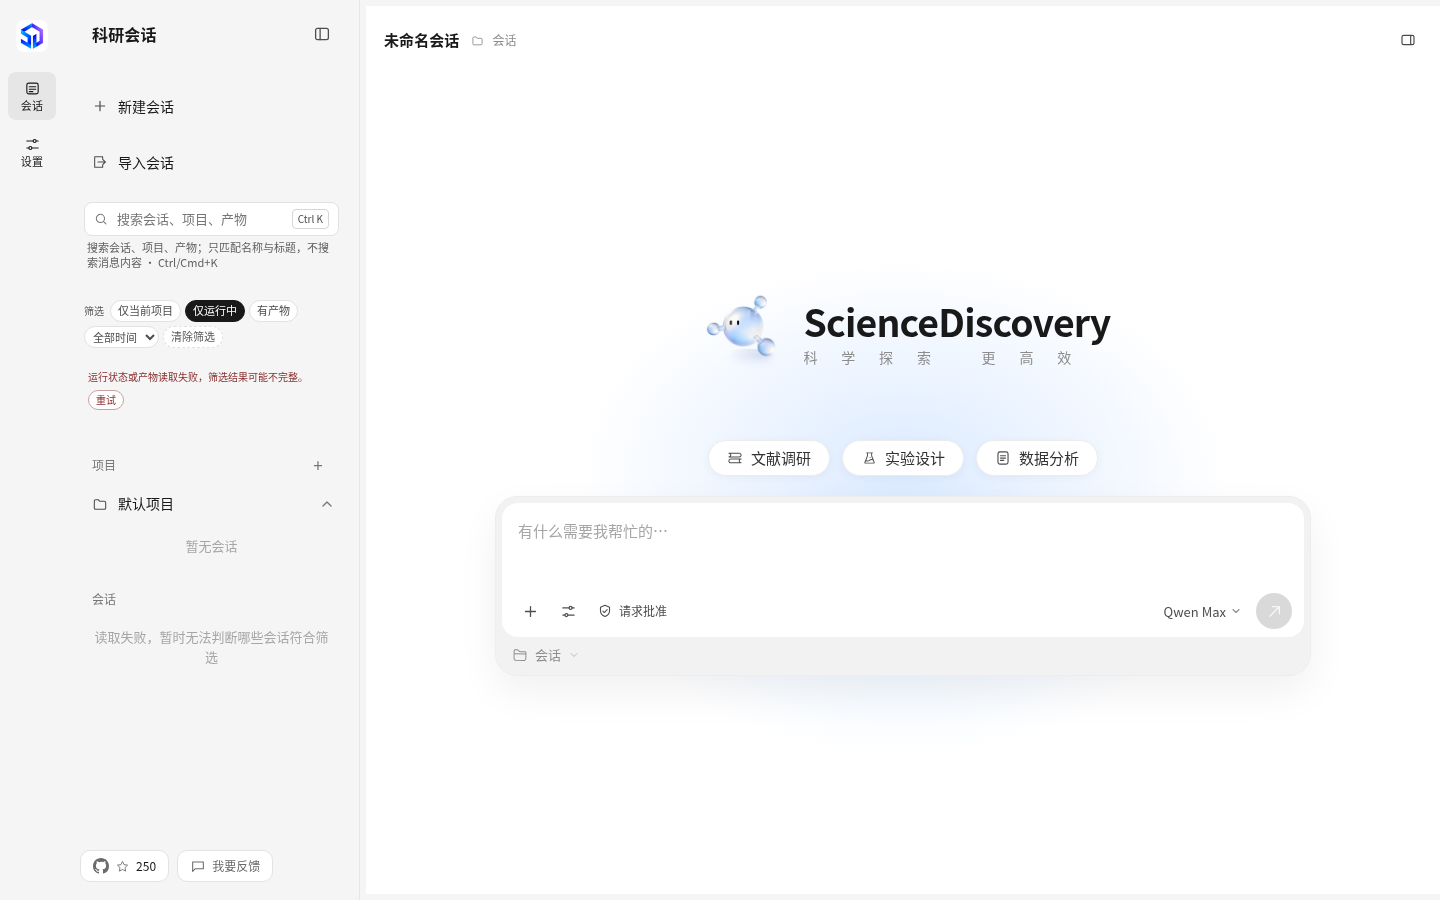 科研会话
会话
设置
新建会话
导入会话
搜索会话、项目、产物
Ctrl K
搜索会话、项目、产物；只匹配名称与标题，不搜
索消息内容 · Ctrl/Cmd+K
筛选
仅当前项目
仅运行中
有产物
全部时间
清除筛选
运行状态或产物读取失败，筛选结果可能不完整。
重试
项目
默认项目
暂无会话
会话
读取失败，暂时无法判断哪些会话符合筛
选
250
我要反馈
未命名会话
会话
ScienceDiscovery
科学探索 更高效
文献调研
实验设计
数据分析
有什么需要我帮忙的…
请求批准
Qwen Max
会话